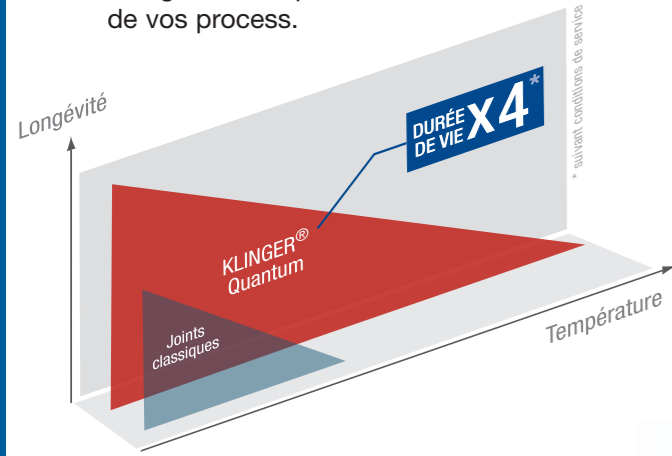 de vos process.
Longévité
DURÉE
DE VIE X4*
* suivant conditions de service
KLINGER®
Quantum
Joints
classiques
Température